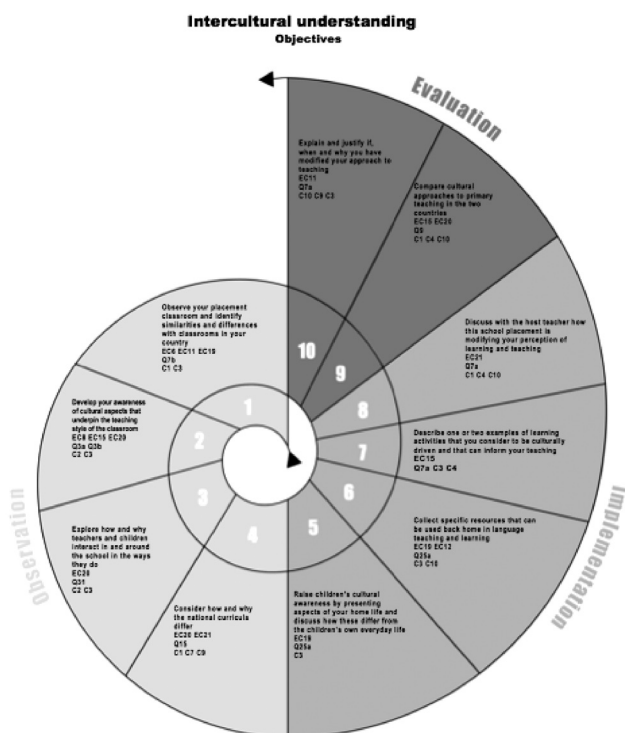 Intercultural understanding
Objectives
Evaluation
Explain and justify if,
when and why you have
modified your approach to
teaching
EC11
Q7a
C10 C9 C3
Compare cultural
approaches to primary
teaching in the two
countries
EC15 EC20
Q9
C1 C4 C10
Observe your placement
classroom and identify
similarities and differences
with classrooms in your
country
EC6 EC11 EC19
Q7b
C1 C3
Discuss with the host teacher how
this school placement is
modifying your perception of
learning and teaching
EC21
Q7a
C1 C4 C10
10
9
8
7
6
5
4
3
2
1
Develop your awareness
of cultural aspects that
underpin the teaching
style of the classroom
EC8 EC15 EC20
Q3a Q3b
C2 C3
Describe one or two examples of learning
activities that you consider to be culturally
driven and that can inform your teaching
EC15
Q7a C3 C4
Observation
Explore how and why
teachers and children
interact in and around
the school in the ways
they do
EC20
Q31
C2 C3
Collect specific resources that can
be used back home in language
teaching and learning
EC10 EC12
Q25a
C3 C10
Implementation
Consider how and why
the national curricula
differ
EC20 EC21
Q15
C1 C7 C9
Raise children's cultural
awareness by presenting
aspects of your home life and
discuss how these differ from
the children's own everyday life
EC19
Q25a
C3